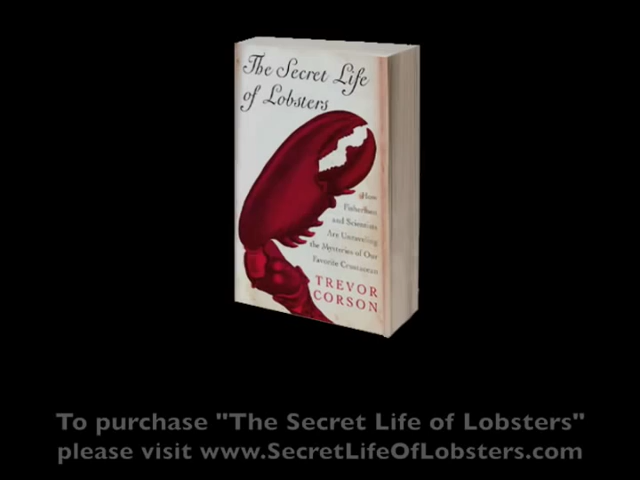 The Secret Life
of Lobsters
How
Fishermen
and Scientists
Are Unraveling
the Mysteries of Our
Favorite Crustacean
TREVOR
CORSON
To purchase "The Secret Life of Lobsters"
please visit www.SecretLifeOfLobsters.com